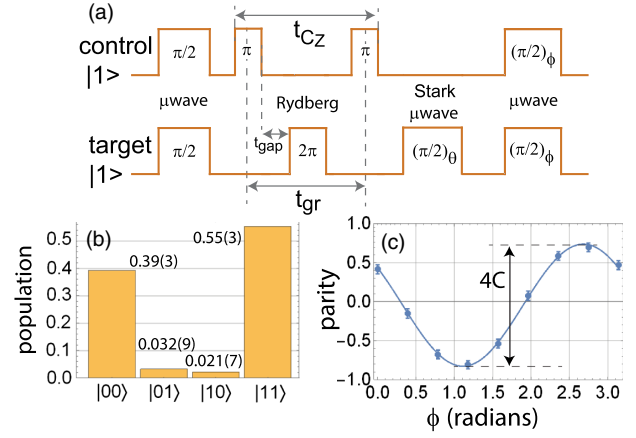 (a)
t_CZ
control
|1>
π/2
π
π
(π/2)ϕ
μwave
Rydberg
Stark
μwave
μwave
target
|1>
π/2
t_gap
2π
(π/2)θ
(π/2)ϕ
t_gr
(b)
population
0.5
0.4
0.3
0.2
0.1
0.0
0.39(3)
0.032(9)
0.021(7)
0.55(3)
|00⟩ |01⟩ |10⟩ |11⟩
(c)
parity
1.0
0.5
0.0
−0.5
−1.0
4C
0.0 0.5 1.0 1.5 2.0 2.5 3.0
ϕ (radians)